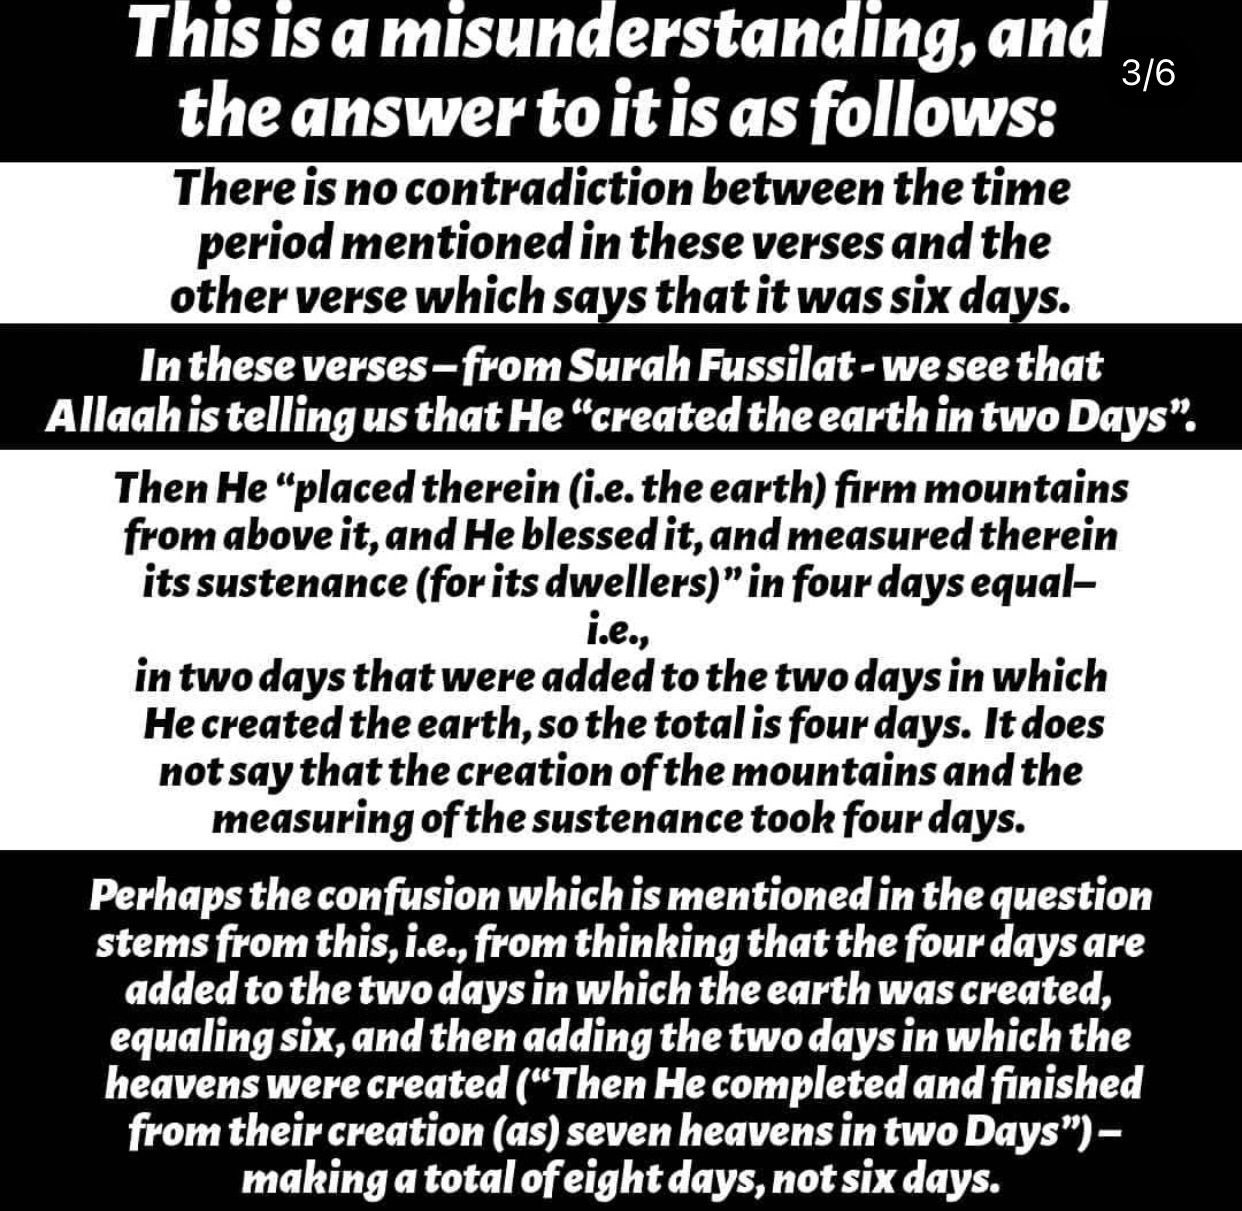 This is a misunderstanding, and
3/6
the answer to it is as follows:
There is no contradiction between the time
period mentioned in these verses and the
other verse which says that it was six days.
In these verses – from Surah Fussilat - we see that
Allaah is telling us that He “created the earth in two Days”.
Then He “placed therein (i.e. the earth) firm mountains
from above it, and He blessed it, and measured therein
its sustenance (for its dwellers)” in four days equal–
i.e.,
in two days that were added to the two days in which
He created the earth, so the total is four days. It does
not say that the creation of the mountains and the
measuring of the sustenance took four days.
Perhaps the confusion which is mentioned in the question
stems from this, i.e., from thinking that the four days are
added to the two days in which the earth was created,
equaling six, and then adding the two days in which the
heavens were created (“Then He completed and finished
from their creation (as) seven heavens in two Days”) –
making a total of eight days, not six days.